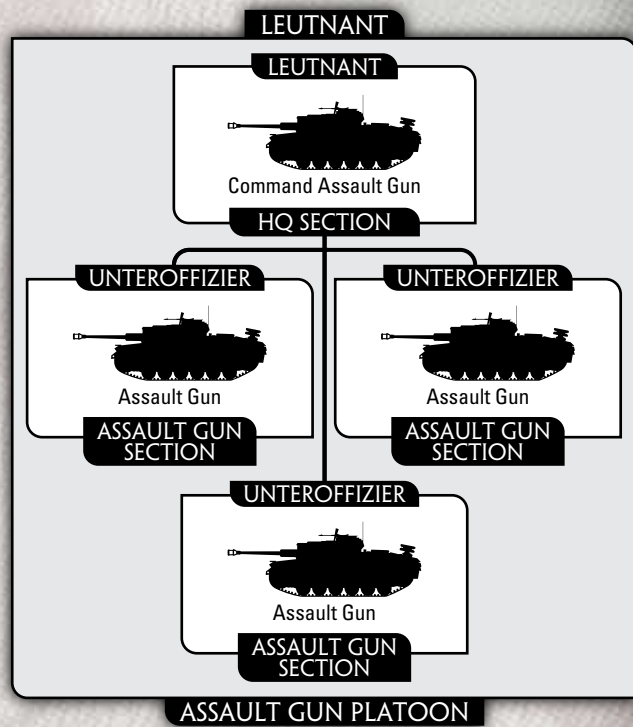 LEUTNANT
LEUTNANT
Command Assault Gun
HQ SECTION
UNTEROFFIZIER
Assault Gun
ASSAULT GUN
SECTION
UNTEROFFIZIER
Assault Gun
ASSAULT GUN
SECTION
UNTEROFFIZIER
Assault Gun
ASSAULT GUN
SECTION
ASSAULT GUN PLATOON